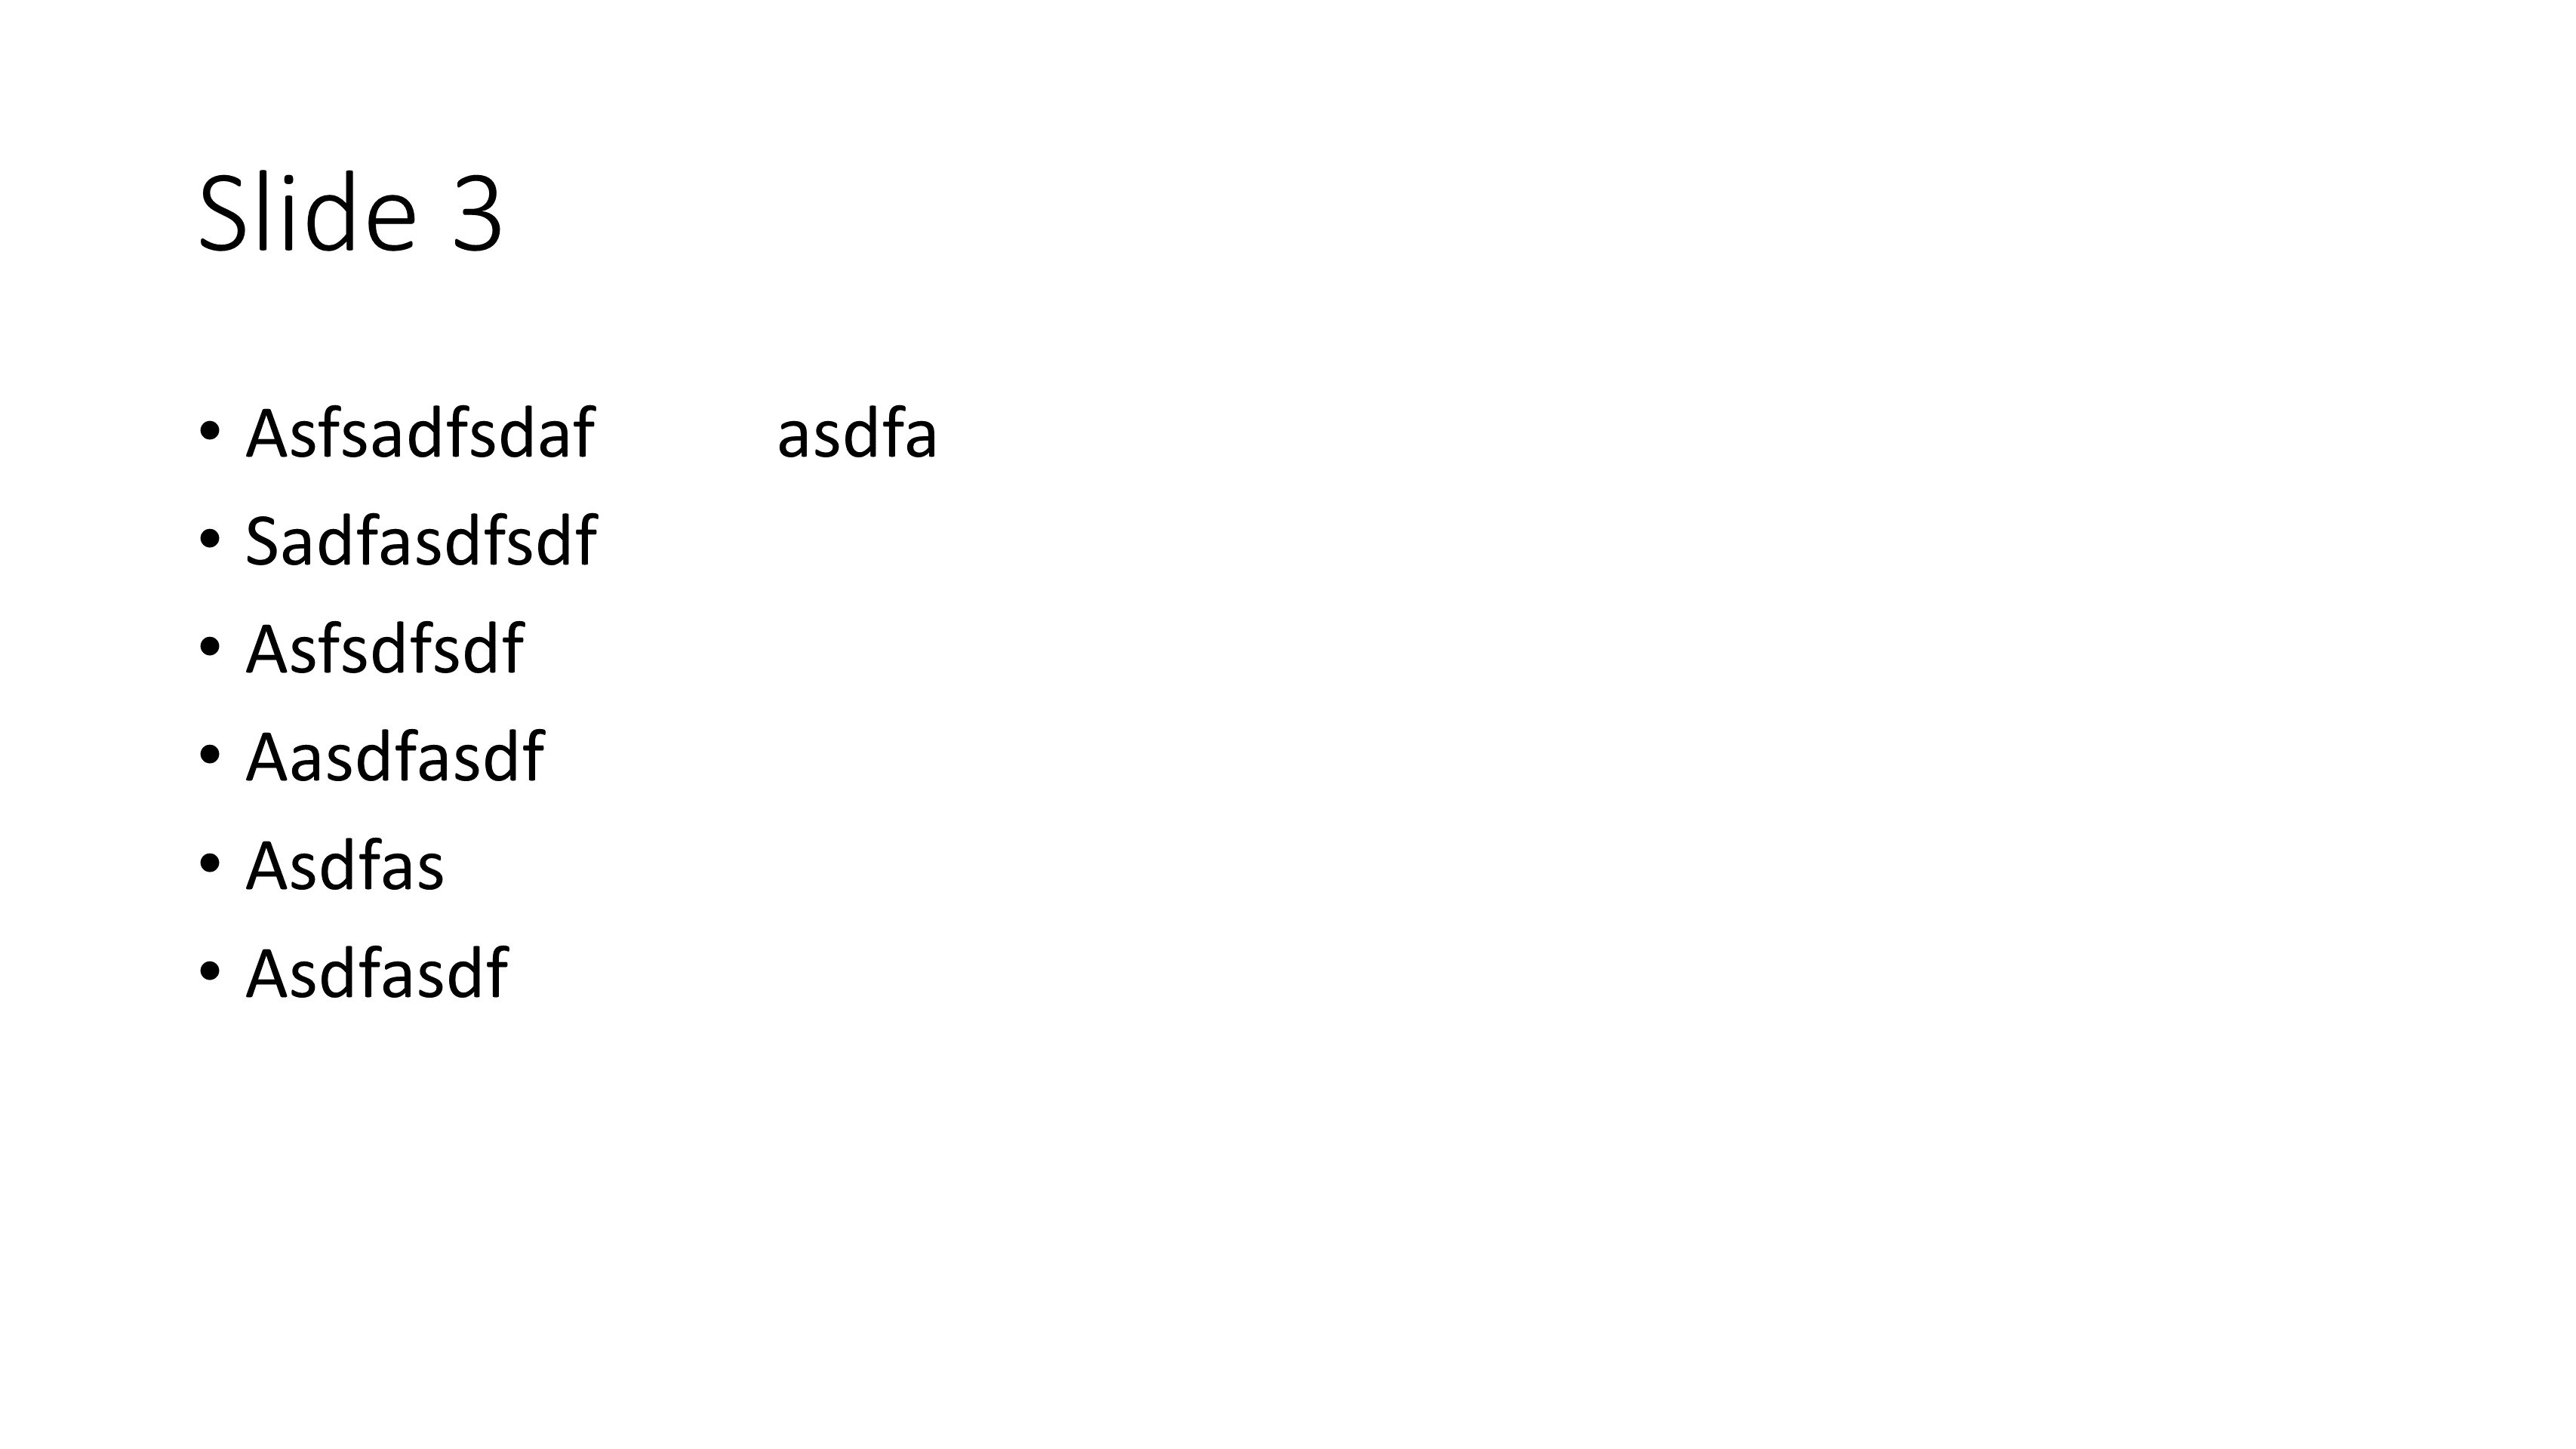 Slide 3
• Asfsadfsdaf asdfa
• Sadfasdfsdf
• Asfsdfsdf
• Aasdfasdf
• Asdfas
• Asdfasdf